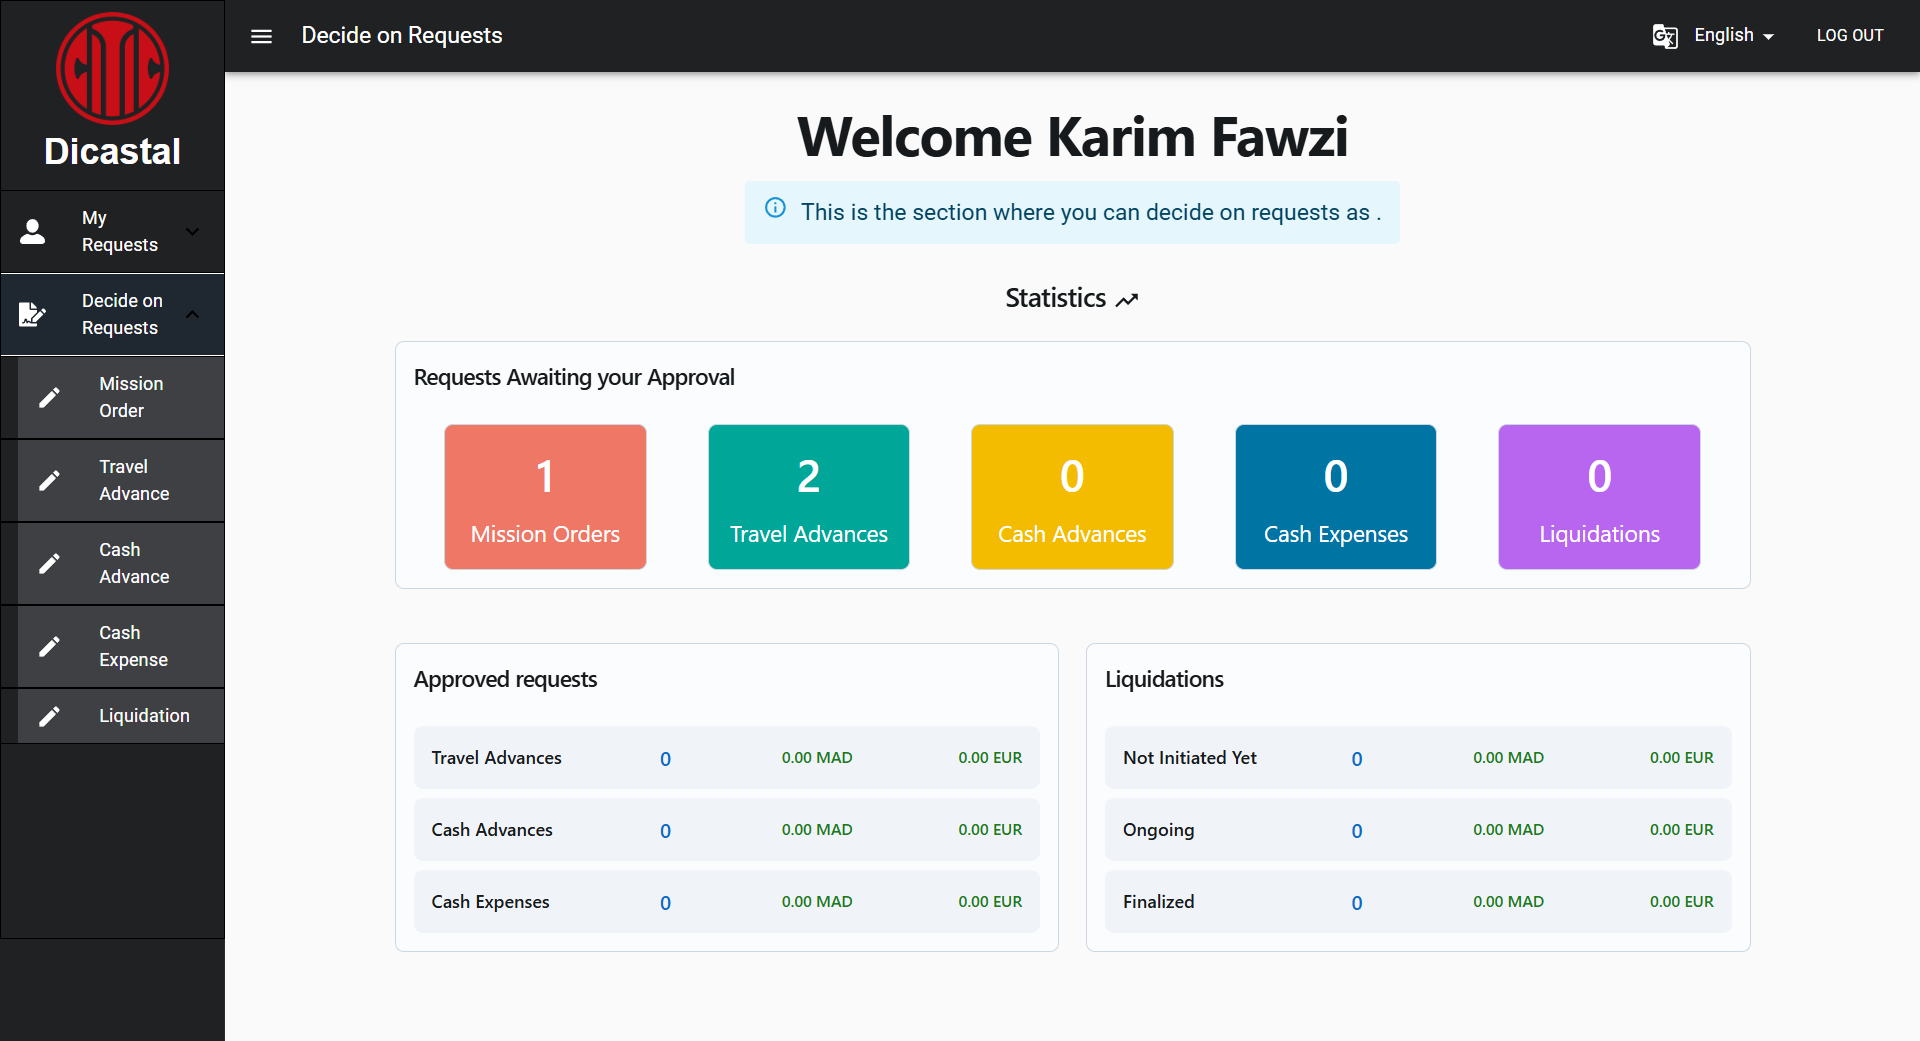 Dicastal
My
Requests
Decide on
Requests
Mission
Order
Travel
Advance
Cash
Advance
Cash
Expense
Liquidation
Decide on Requests
English
LOG OUT
Welcome Karim Fawzi
This is the section where you can decide on requests as .
Statistics
Requests Awaiting your Approval
1
Mission Orders
2
Travel Advances
0
Cash Advances
0
Cash Expenses
0
Liquidations
Approved requests
Travel Advances 0 0.00 MAD 0.00 EUR
Cash Advances 0 0.00 MAD 0.00 EUR
Cash Expenses 0 0.00 MAD 0.00 EUR
Liquidations
Not Initiated Yet 0 0.00 MAD 0.00 EUR
Ongoing 0 0.00 MAD 0.00 EUR
Finalized 0 0.00 MAD 0.00 EUR